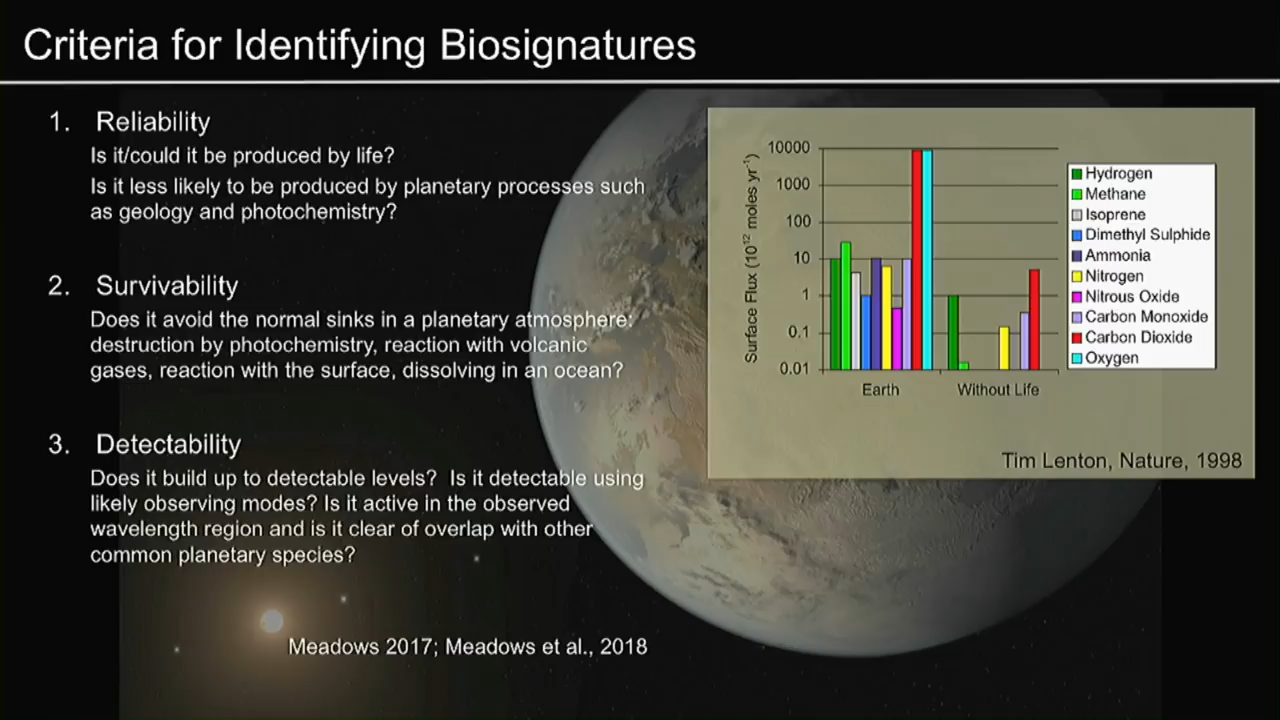 Criteria for Identifying Biosignatures
1. Reliability
Is it/could it be produced by life?
Is it less likely to be produced by planetary processes such
as geology and photochemistry?
2. Survivability
Does it avoid the normal sinks in a planetary atmosphere:
destruction by photochemistry, reaction with volcanic
gases, reaction with the surface, dissolving in an ocean?
3. Detectability
Does it build up to detectable levels? Is it detectable using
likely observing modes? Is it active in the observed
wavelength region and is it clear of overlap with other
common planetary species?
Meadows 2017; Meadows et al., 2018
Surface Flux (10¹² moles yr⁻¹)
10000
1000
100
10
1
0.1
0.01
Earth
Without Life
Hydrogen
Methane
Isoprene
Dimethyl Sulphide
Ammonia
Nitrogen
Nitrous Oxide
Carbon Monoxide
Carbon Dioxide
Oxygen
Tim Lenton, Nature, 1998